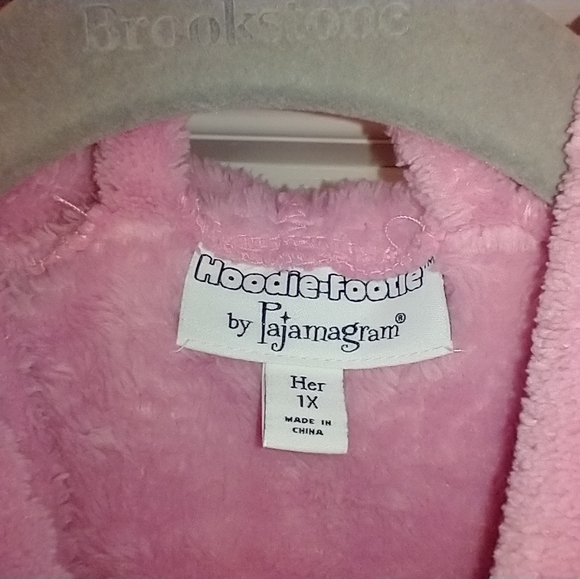 Brookstone
Hoodie-Footie™
by Pajamagram®
Her
1X
MADE IN
CHINA